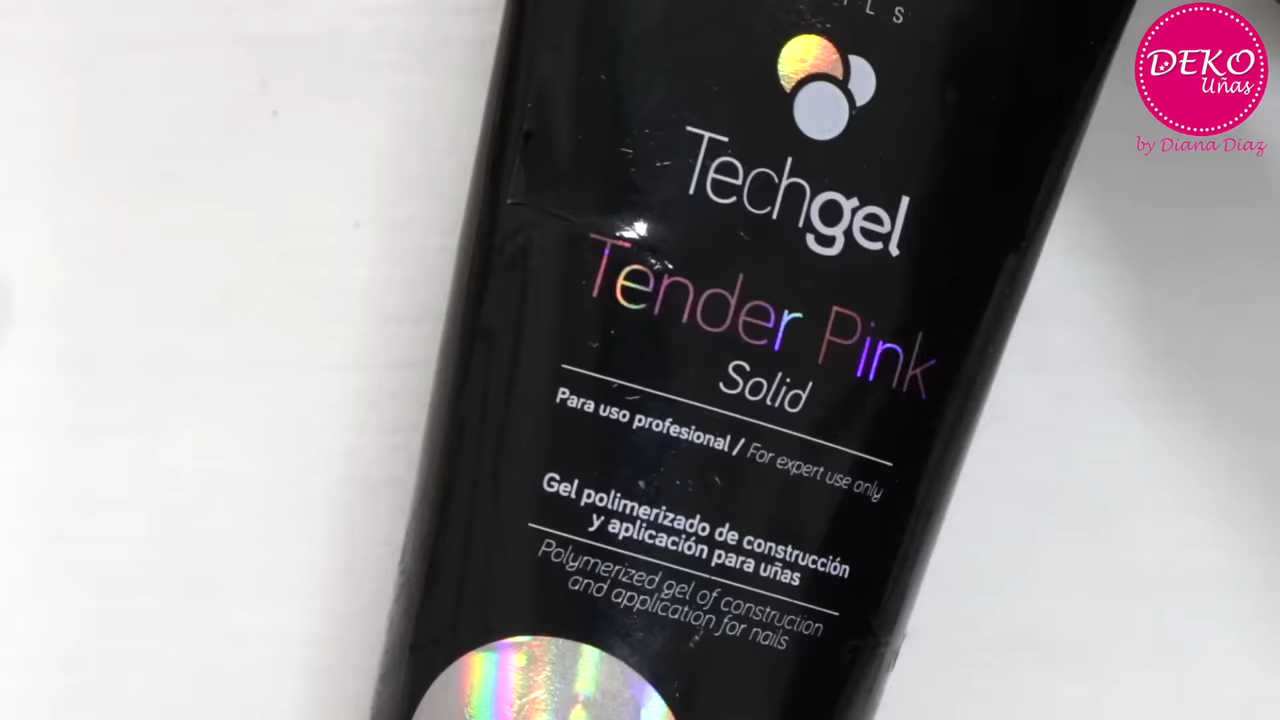 DEKO
Uñas
by Diana Diaz
Techgel
Tender Pink
Solid
Para uso profesional / For expert use only
Gel polimerizado de construcción
y aplicación para uñas
Polymerized gel of construction
and application for nails